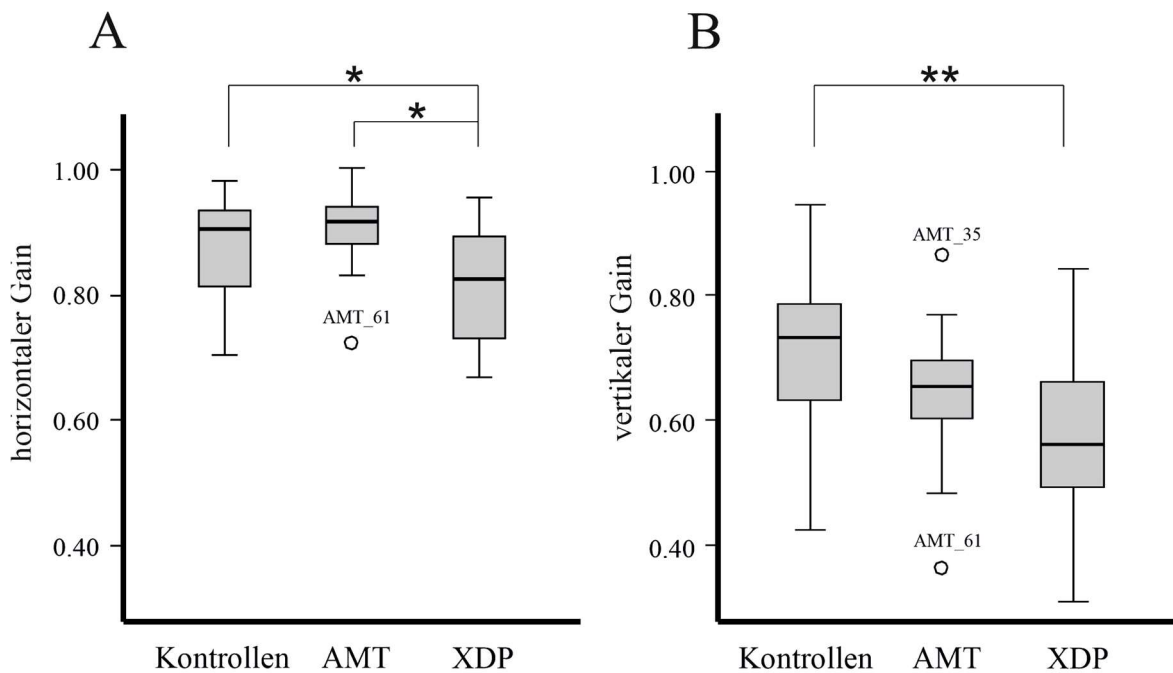 A
*
*
horizontaler Gain
1.00
0.80
0.60
0.40
AMT_61
Kontrollen AMT XDP
B
**
vertikaler Gain
1.00
0.80
0.60
0.40
AMT_35
AMT_61
Kontrollen AMT XDP